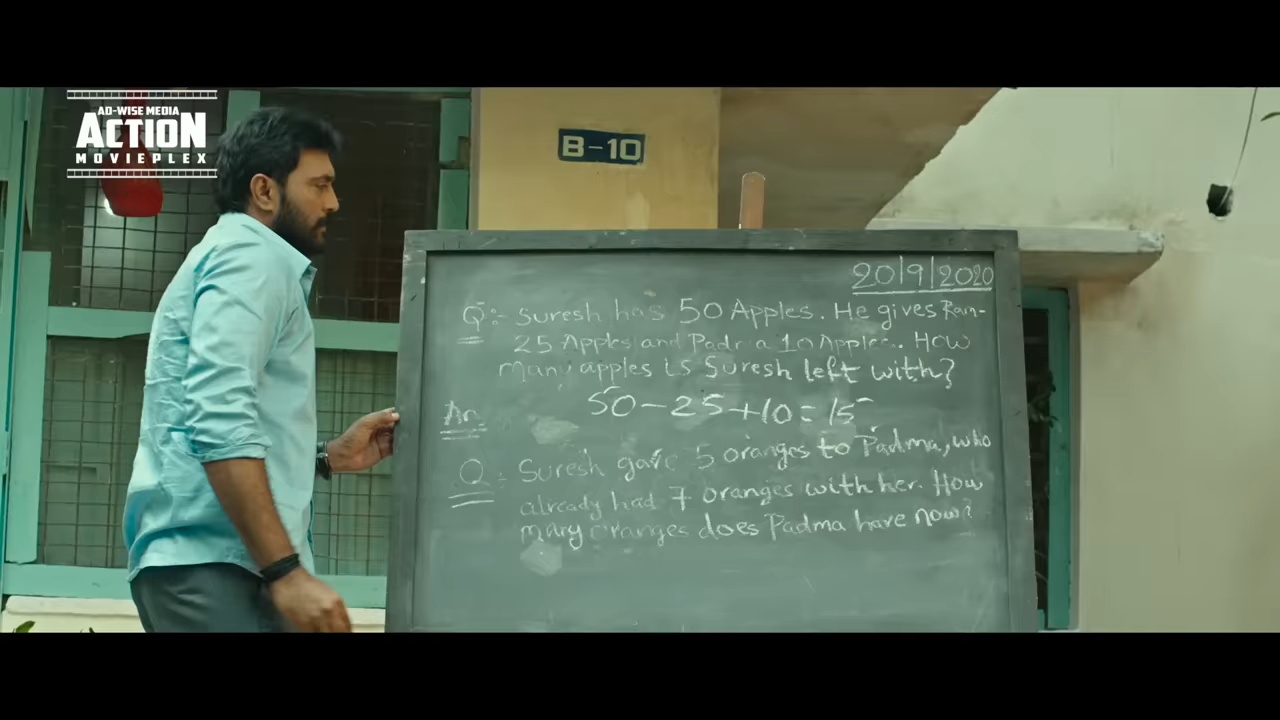 AD-WISE MEDIA
ACTION
MOVIEPLEX
B-10
20/9/2020
Q:- Suresh has 50 Apples. He gives Ram-
25 Apples and Padma 10 Apples. How
many apples is Suresh left with?
An.
50-25+10=15
Q: Suresh gave 5 oranges to Padma, who
already had 7 oranges with her. How
many oranges does Padma have now?